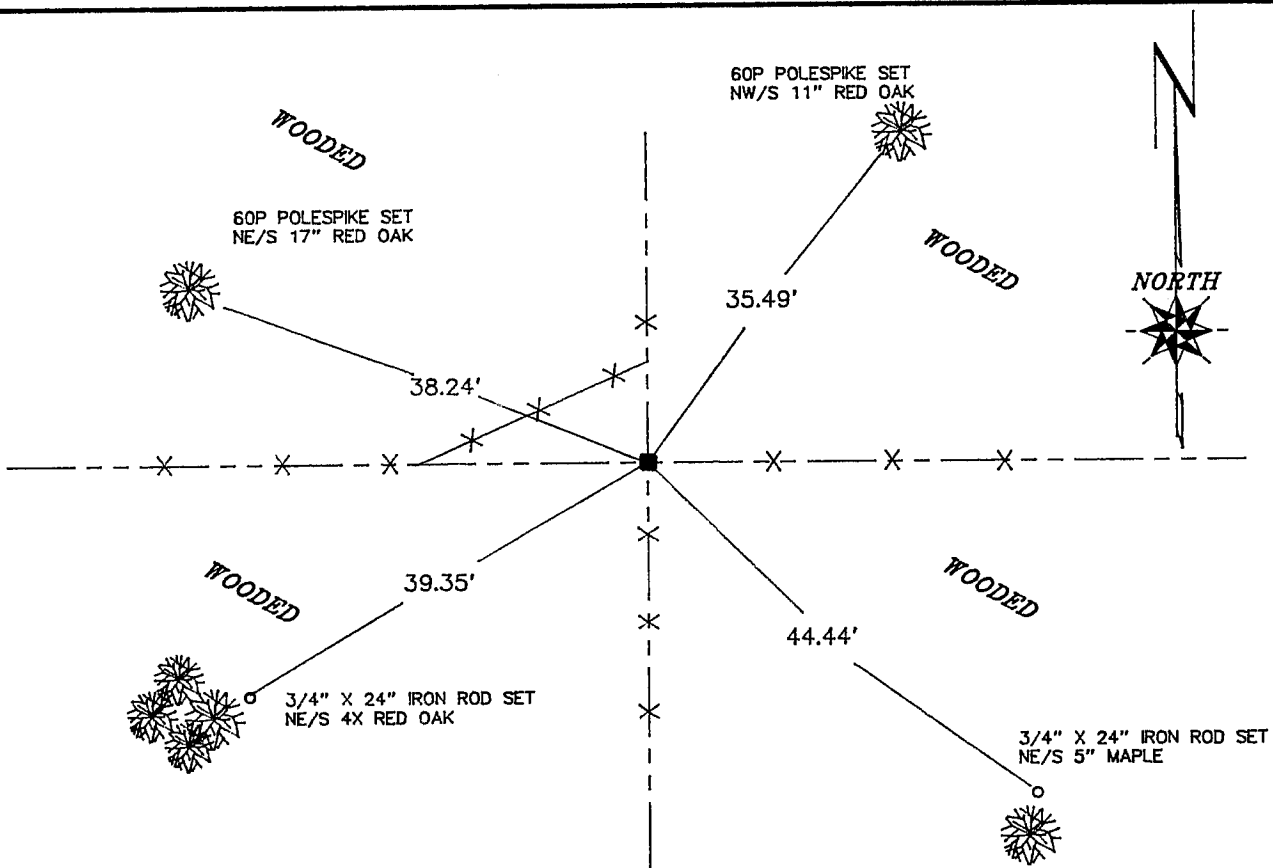 60P POLESPIKE SET
NW/S 11" RED OAK
WOODED
60P POLESPIKE SET
NE/S 17" RED OAK
WOODED
NORTH
35.49'
38.24'
WOODED
WOODED
39.35'
44.44'
3/4" X 24" IRON ROD SET
NE/S 4X RED OAK
3/4" X 24" IRON ROD SET
NE/S 5" MAPLE